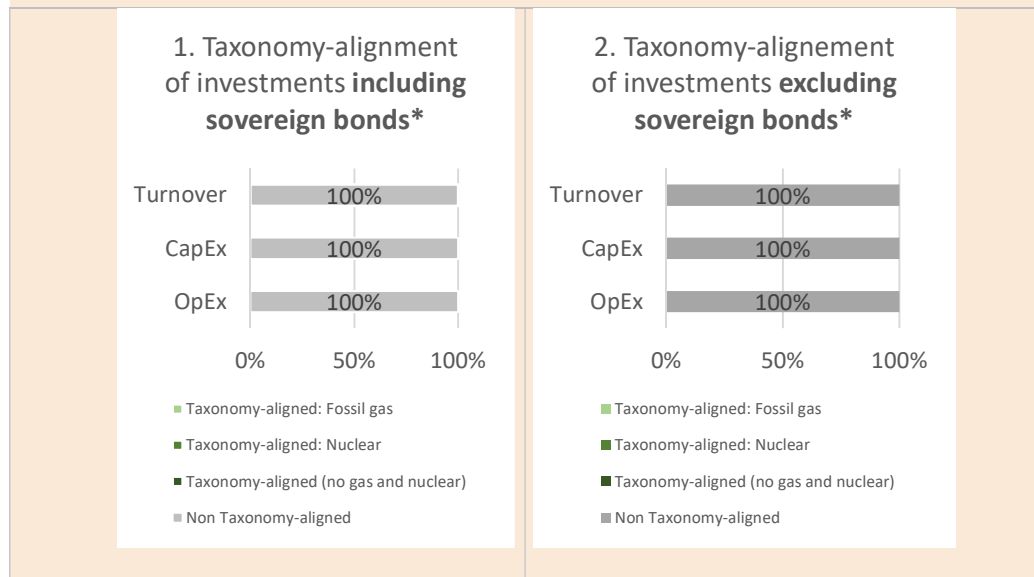 1. Taxonomy-alignment
of investments including
sovereign bonds*
Turnover
100%
CapEx
100%
OpEx
100%
0%
50%
100%
Taxonomy-aligned: Fossil gas
Taxonomy-aligned: Nuclear
Taxonomy-aligned (no gas and nuclear)
Non Taxonomy-aligned
2. Taxonomy-alignement
of investments excluding
sovereign bonds*
Turnover
100%
CapEx
100%
OpEx
100%
0%
50%
100%
Taxonomy-aligned: Fossil gas
Taxonomy-aligned: Nuclear
Taxonomy-aligned (no gas and nuclear)
Non Taxonomy-aligned